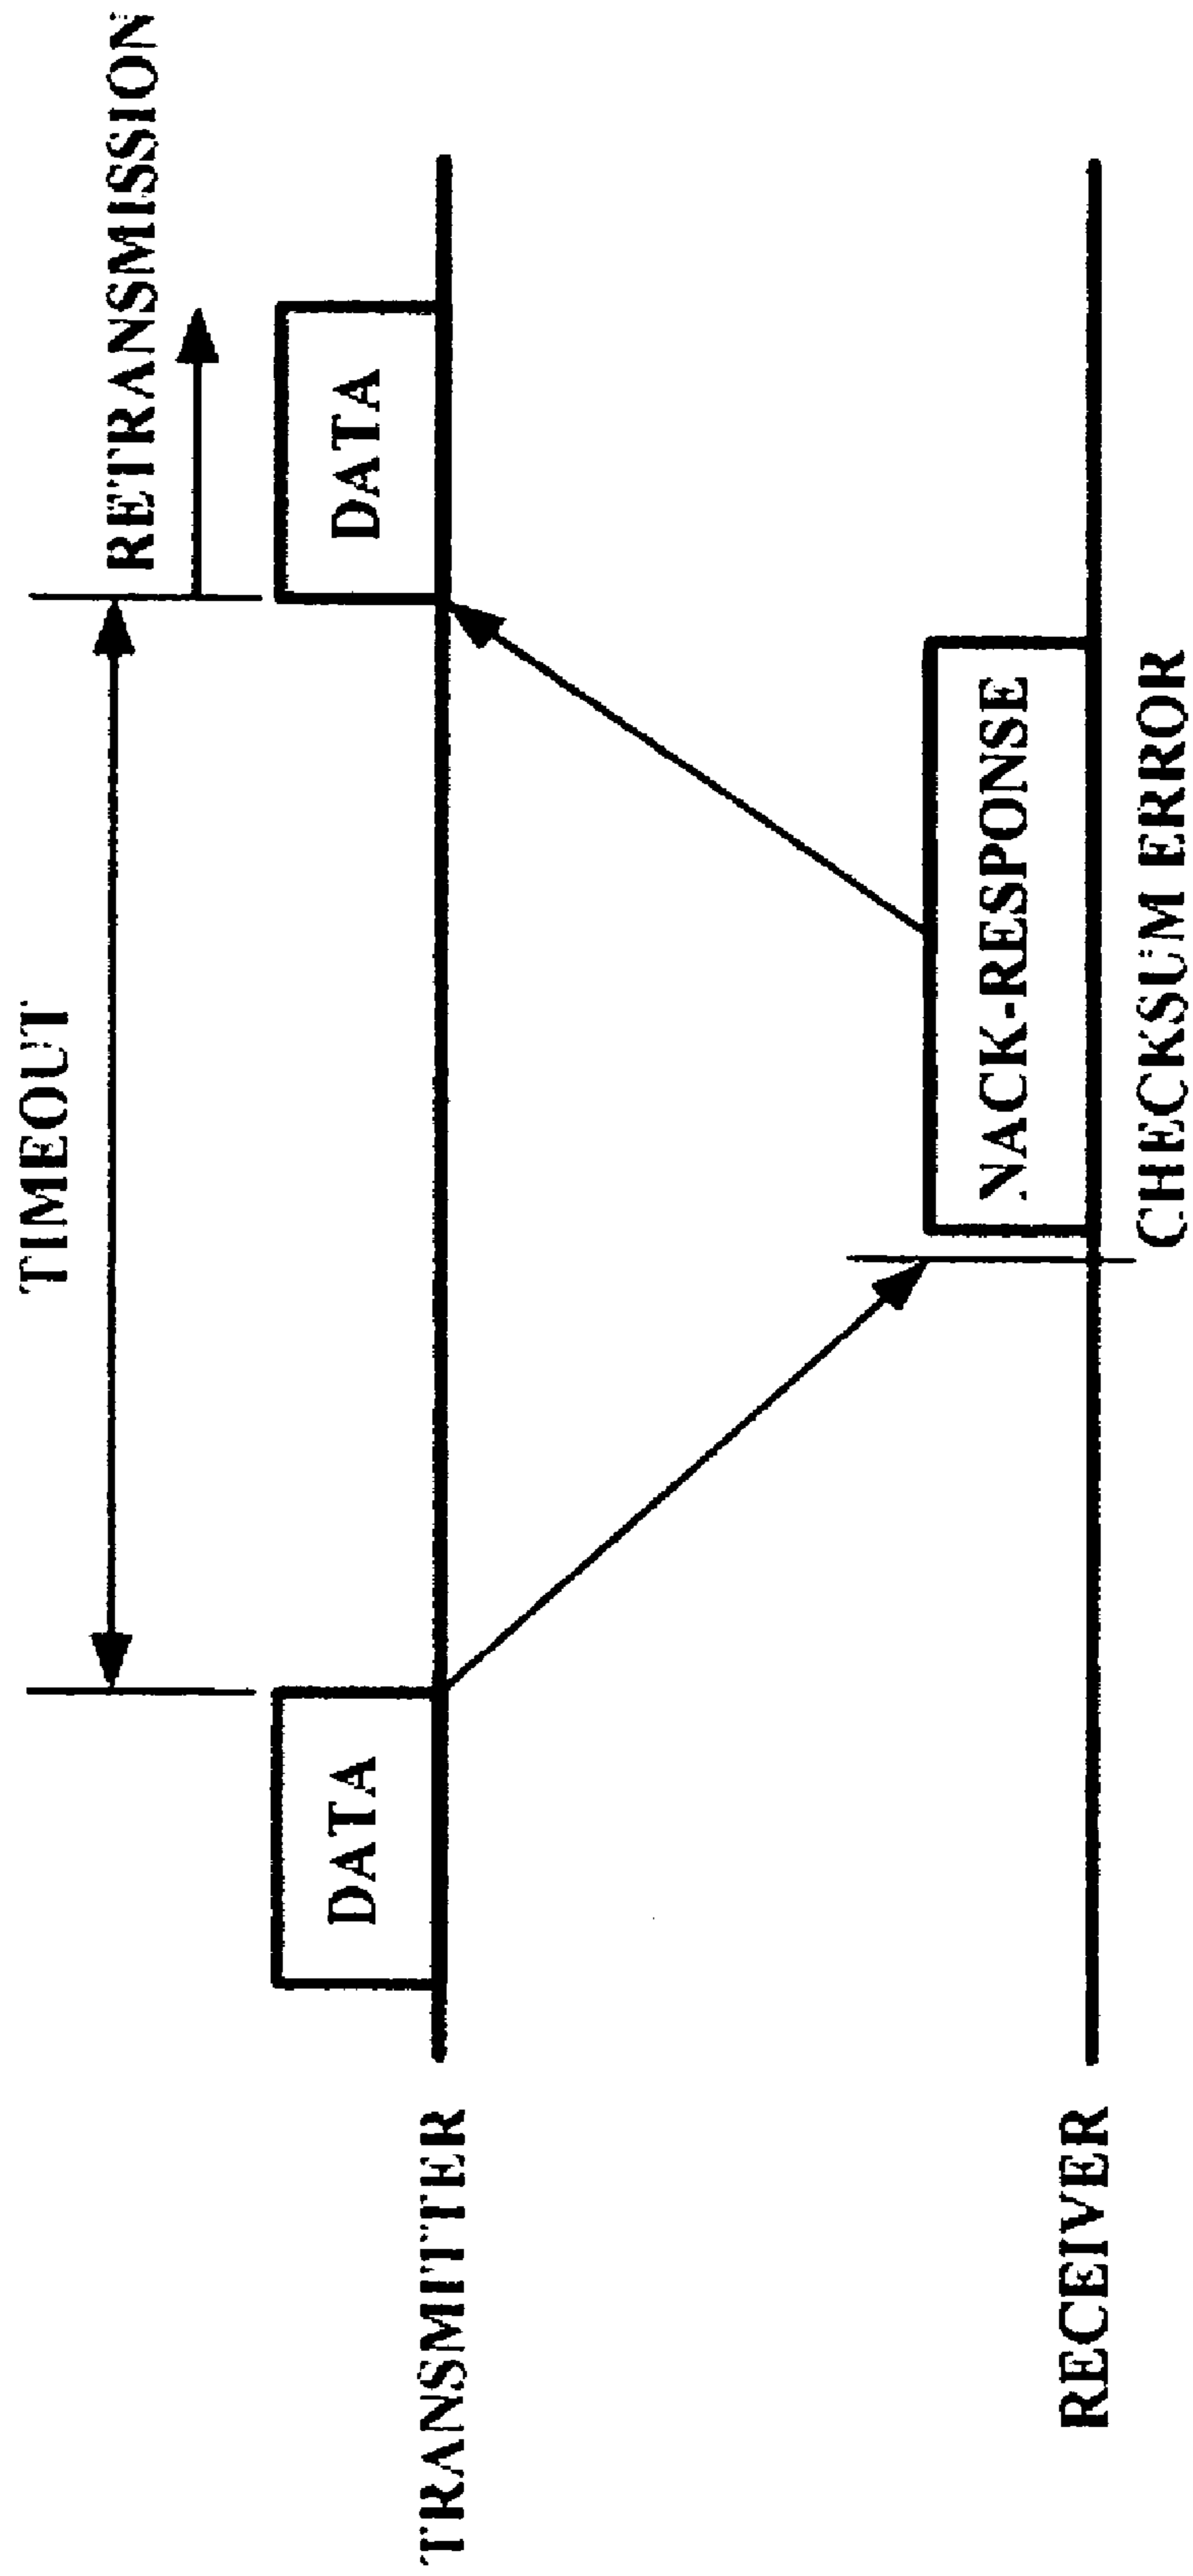 TIMEOUT
RETRANSMISSION
DATA
DATA
TRANSMITTER
NACK-RESPONSE
RECEIVER
CHECKSUM ERROR